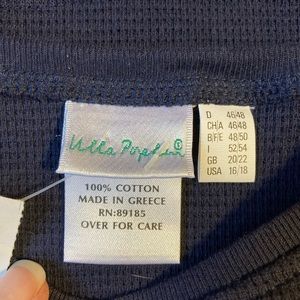 Ulla Popken
100% COTTON
MADE IN GREECE
RN:89185
OVER FOR CARE
D 46/48
CH/A 46/48
B/F/E 48/50
I 52/54
GB 20/22
USA 16/18